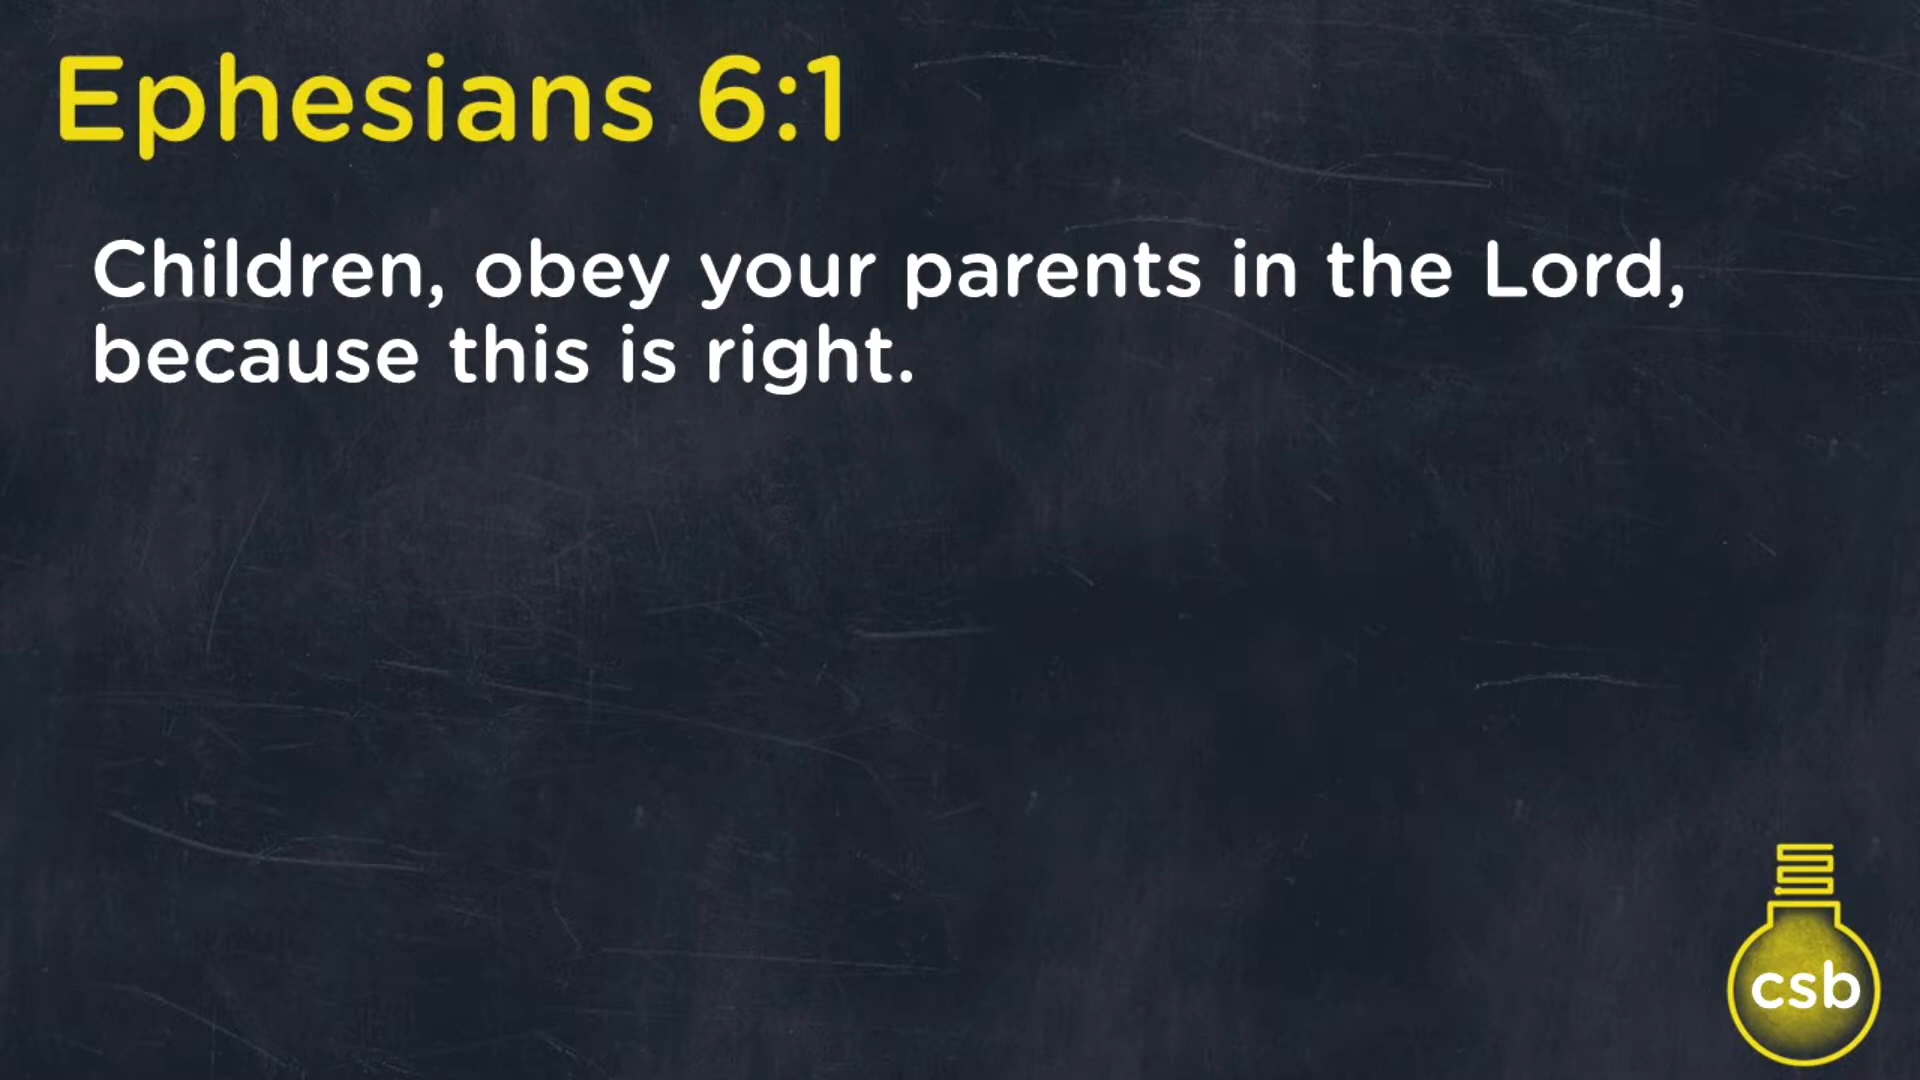 Ephesians 6:1
Children, obey your parents in the Lord,
because this is right.
csb